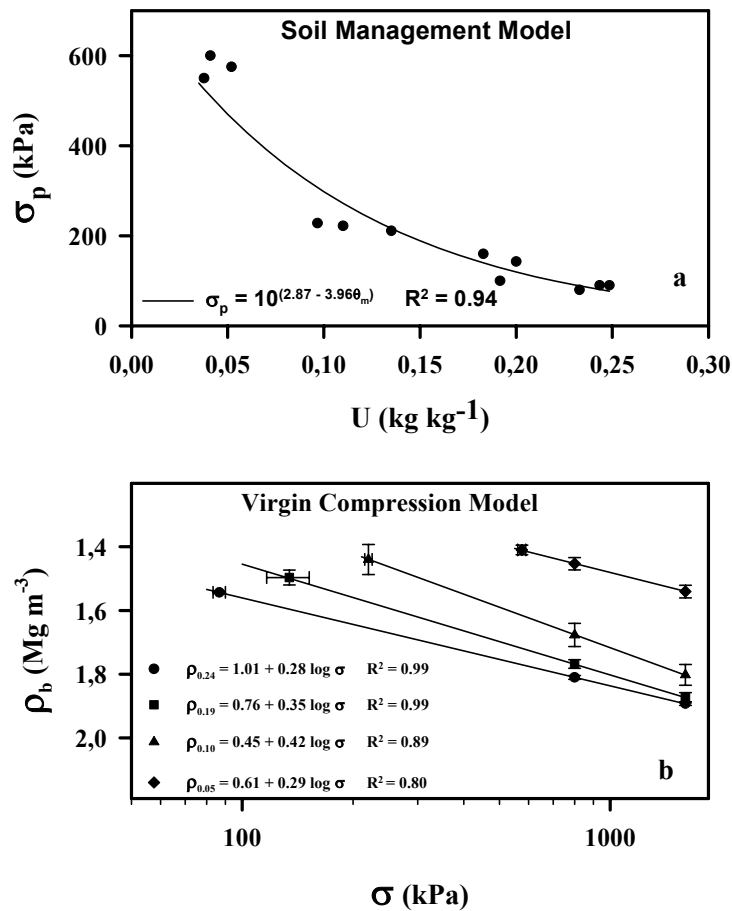 Soil Management Model
600
400
200
0
σp (kPa)
a
σp = 10(2.87 - 3.96θm) R2 = 0.94
0,00 0,05 0,10 0,15 0,20 0,25 0,30
U (kg kg-1)
Virgin Compression Model
1,4
1,6
1,8
2,0
ρb (Mg m-3)
ρ0.24 = 1.01 + 0.28 log σ R2 = 0.99
ρ0.19 = 0.76 + 0.35 log σ R2 = 0.99
ρ0.10 = 0.45 + 0.42 log σ R2 = 0.89
ρ0.05 = 0.61 + 0.29 log σ R2 = 0.80
b
100 1000
σ (kPa)